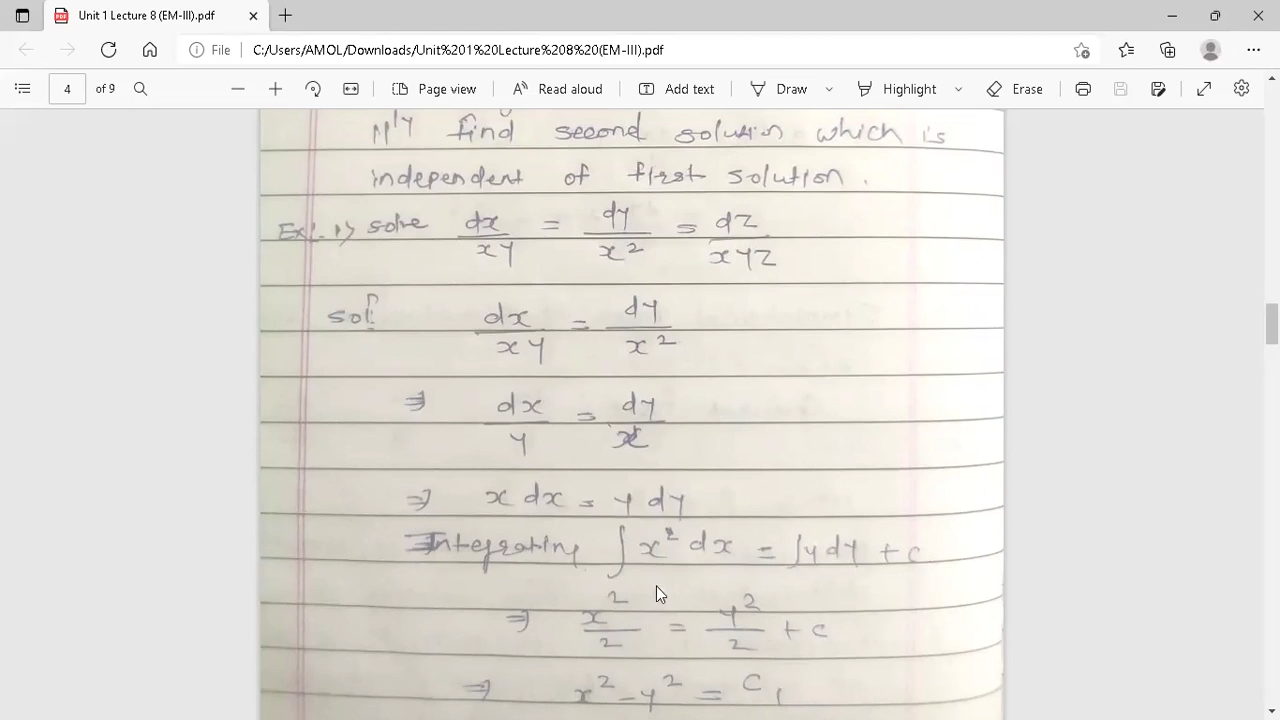 Unit 1 Lecture 8 (EM-III).pdf
File C:/Users/AMOL/Downloads/Unit%201%20Lecture%208%20(EM-III).pdf
4 of 9 Page view Read aloud Add text Draw Highlight Erase
III'ly find second solution which is
independent of first solution.
Ex:- 1) solve dx/xy = dy/x² = dz/xyz
sol: dx/xy = dy/x²
⇒ dx/y = dy/x
⇒ x dx = y dy
Integrating ∫ x² dx = ∫ y dy + c
⇒ x²/2 = y²/2 + c
⇒ x² - y² = C₁